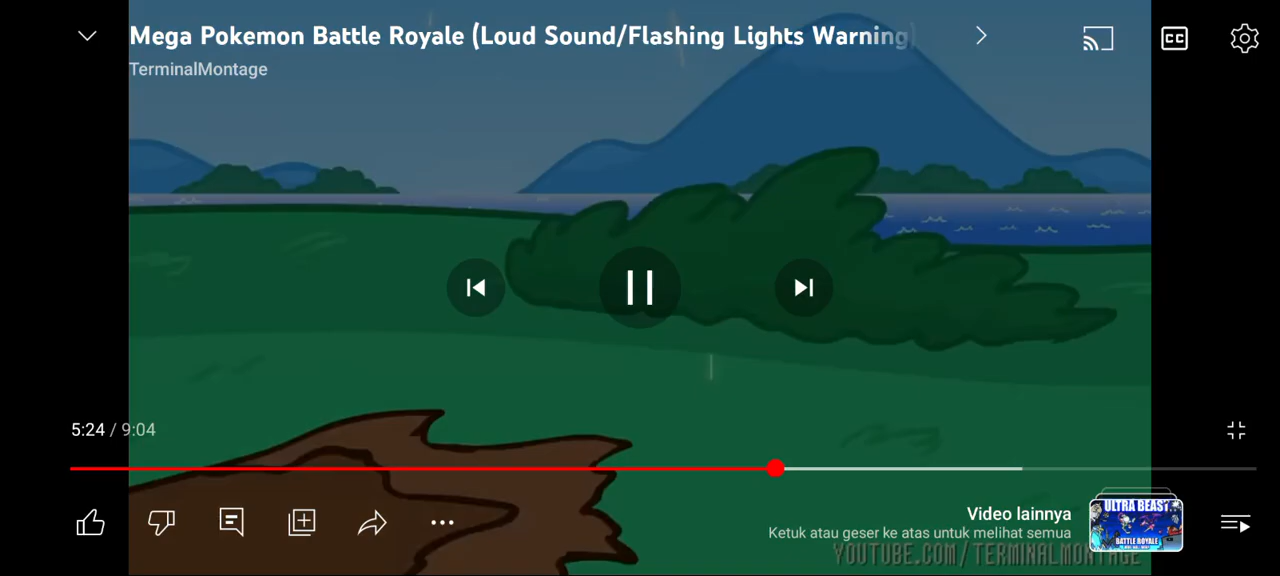 Mega Pokemon Battle Royale (Loud Sound/Flashing Lights Warning)
TerminalMontage
CC
5:24 / 9:04
Video lainnya
Ketuk atau geser ke atas untuk melihat semua
ULTRA BEAST
BATTLE ROYALE
YOUTUBE.COM/TERMINALMONTAGE